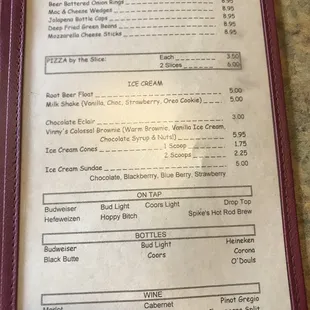 Beer Battered Onion Rings 8.95
Mac & Cheese Wedges 8.95
Jalapeno Bottle Caps 8.95
Deep Fried Green Beans 8.95
Mozzarella Cheese Sticks 8.95
PIZZA by the Slice: Each 3.50
2 Slices 6.00
ICE CREAM
Root Beer Float 5.00
Milk Shake (Vanilla, Choc, Strawberry, Oreo Cookie) 5.00
Chocolate Eclair 3.00
Vinny's Colossal Brownie (Warm Brownie, Vanilla Ice Cream,
Chocolate Syrup & Nuts!) 5.95
Ice Cream Cones 1 Scoop 1.75
2 Scoops 2.25
Ice Cream Sundae 5.00
Chocolate, Blackberry, Blue Berry, Strawberry
ON TAP
Budweiser Bud Light Coors Light Drop Top
Hefeweizen Hoppy Bitch Spike's Hot Rod Brew
BOTTLES
Budweiser Bud Light Heineken
Black Butte Coors Corona
O'Douls
WINE
Merlot Cabernet Pinot Gregio